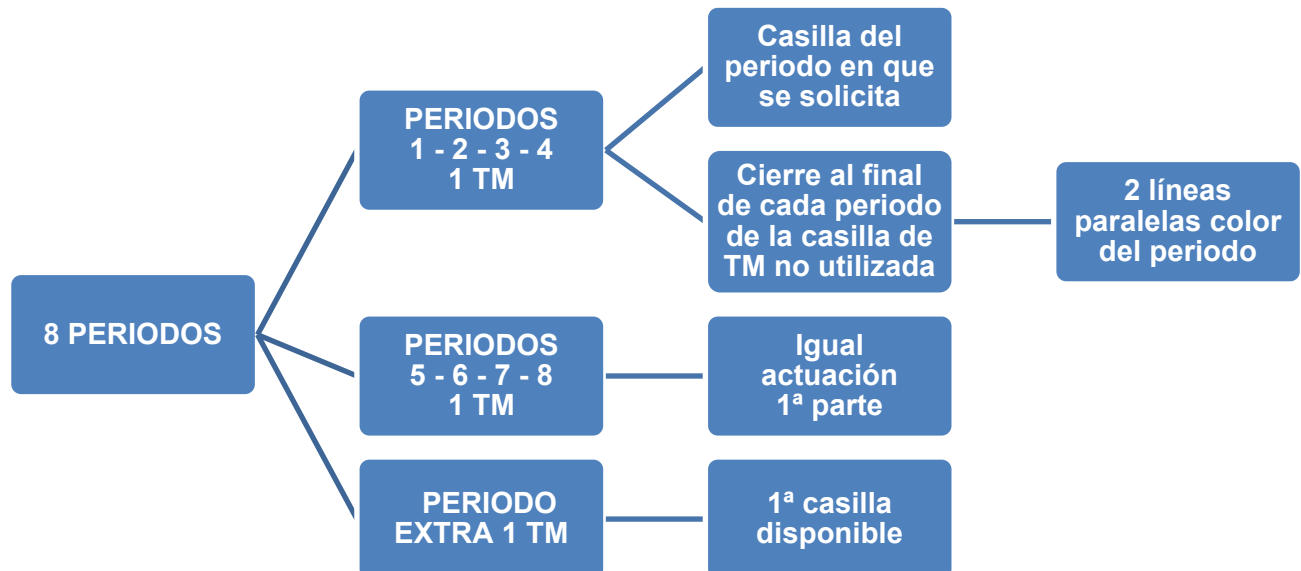 8 PERIODOS
PERIODOS
1 - 2 - 3 - 4
1 TM
Casilla del
periodo en que
se solicita
Cierre al final
de cada periodo
de la casilla de
TM no utilizada
2 líneas
paralelas color
del periodo
PERIODOS
5 - 6 - 7 - 8
1 TM
Igual
actuación
1ª parte
PERIODO
EXTRA 1 TM
1ª casilla
disponible